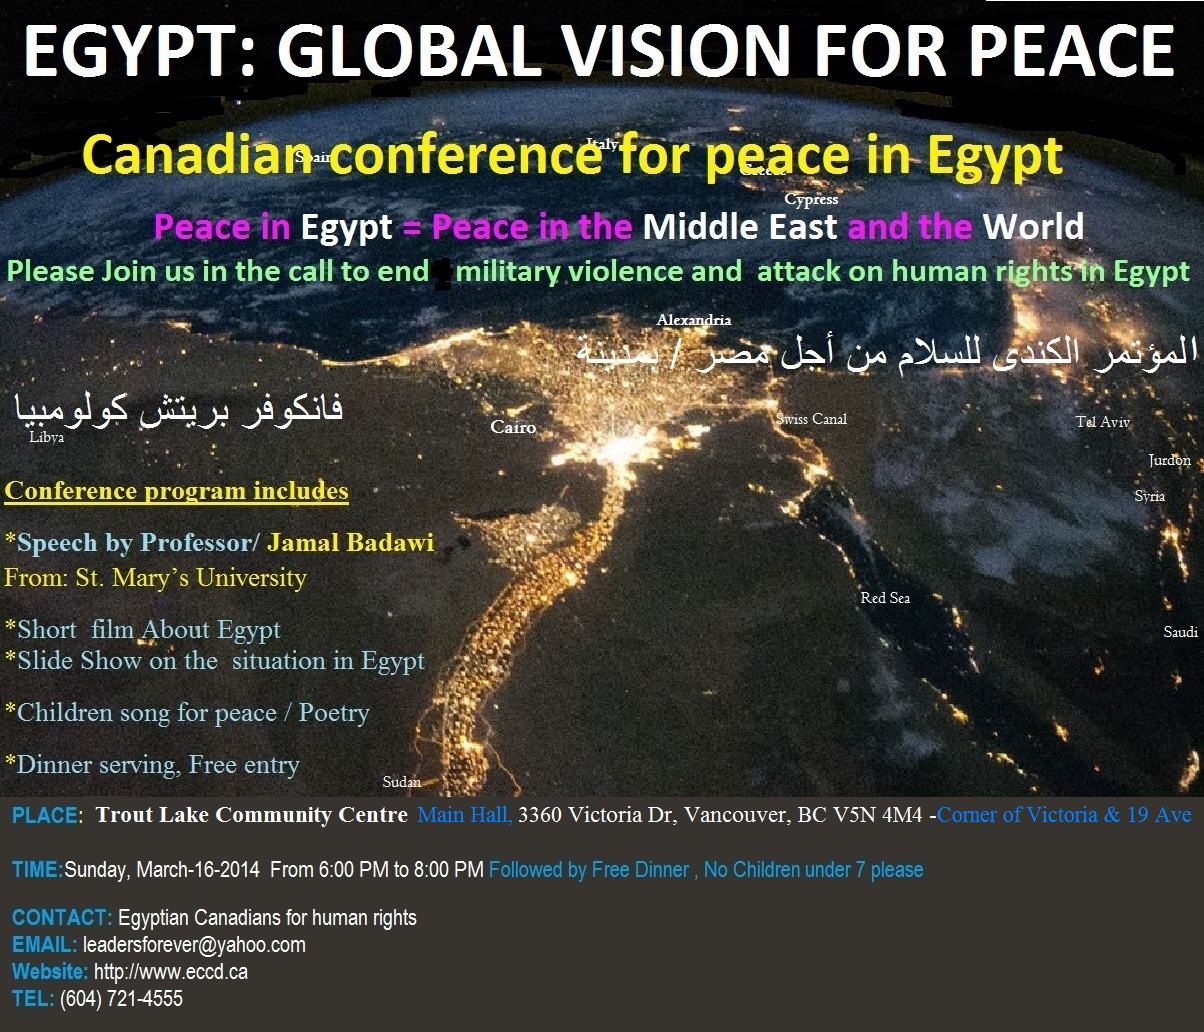 EGYPT: GLOBAL VISION FOR PEACE
Canadian conference for peace in Egypt
Spain
Italy
Greece
Cypress
Peace in Egypt = Peace in the Middle East and the World
Please Join us in the call to end military violence and attack on human rights in Egypt
Alexandria
المؤتمر الكندى للسلام من أجل مصر / بمدينة
فانكوفر بريتش كولومبيا
Libya
Cairo
Swiss Canal
Tel Aviv
Jurdon
Syria
Conference program includes
*Speech by Professor/ Jamal Badawi
From: St. Mary’s University
Red Sea
*Short film About Egypt
Saudi
*Slide Show on the situation in Egypt
*Children song for peace / Poetry
*Dinner serving, Free entry
Sudan
PLACE: Trout Lake Community Centre Main Hall, 3360 Victoria Dr, Vancouver, BC V5N 4M4 -Corner of Victoria & 19 Ave
TIME:Sunday, March-16-2014 From 6:00 PM to 8:00 PM Followed by Free Dinner , No Children under 7 please
CONTACT: Egyptian Canadians for human rights
EMAIL: leadersforever@yahoo.com
Website: http://www.eccd.ca
TEL: (604) 721-4555